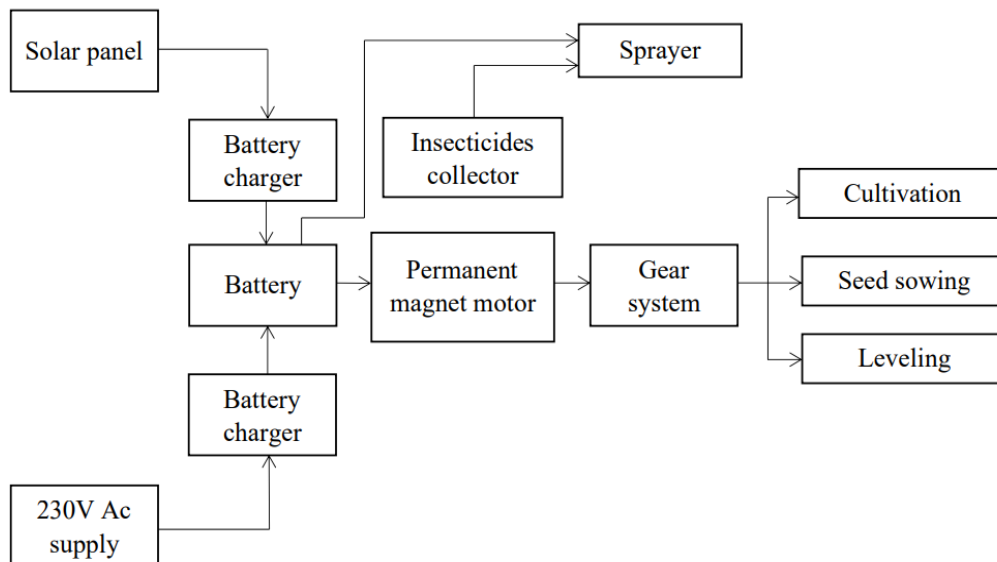 Solar panel
Sprayer
Battery
charger
Insecticides
collector
Cultivation
Battery
Permanent
magnet motor
Gear
system
Seed sowing
Leveling
Battery
charger
230V Ac
supply